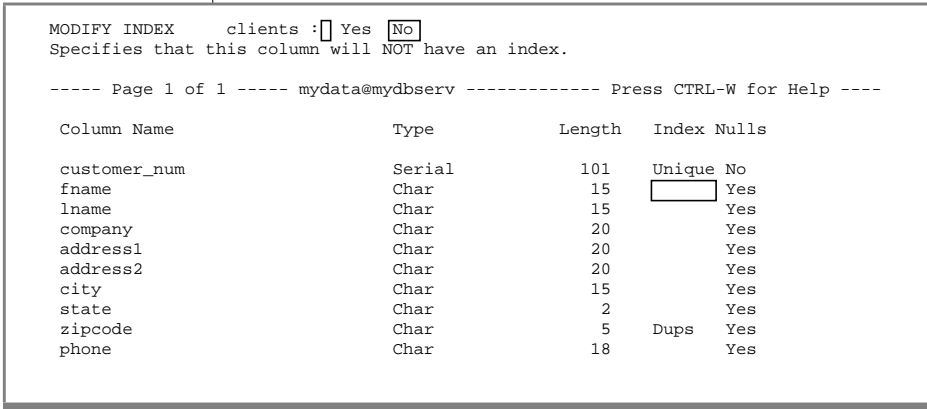 MODIFY INDEX clients : Yes No
Specifies that this column will NOT have an index.
----- Page 1 of 1 ----- mydata@mydbserv ------------- Press CTRL-W for Help ----
Column Name Type Length Index Nulls
customer_num Serial 101 Unique No
fname Char 15 Yes
lname Char 15 Yes
company Char 20 Yes
address1 Char 20 Yes
address2 Char 20 Yes
city Char 15 Yes
state Char 2 Yes
zipcode Char 5 Dups Yes
phone Char 18 Yes